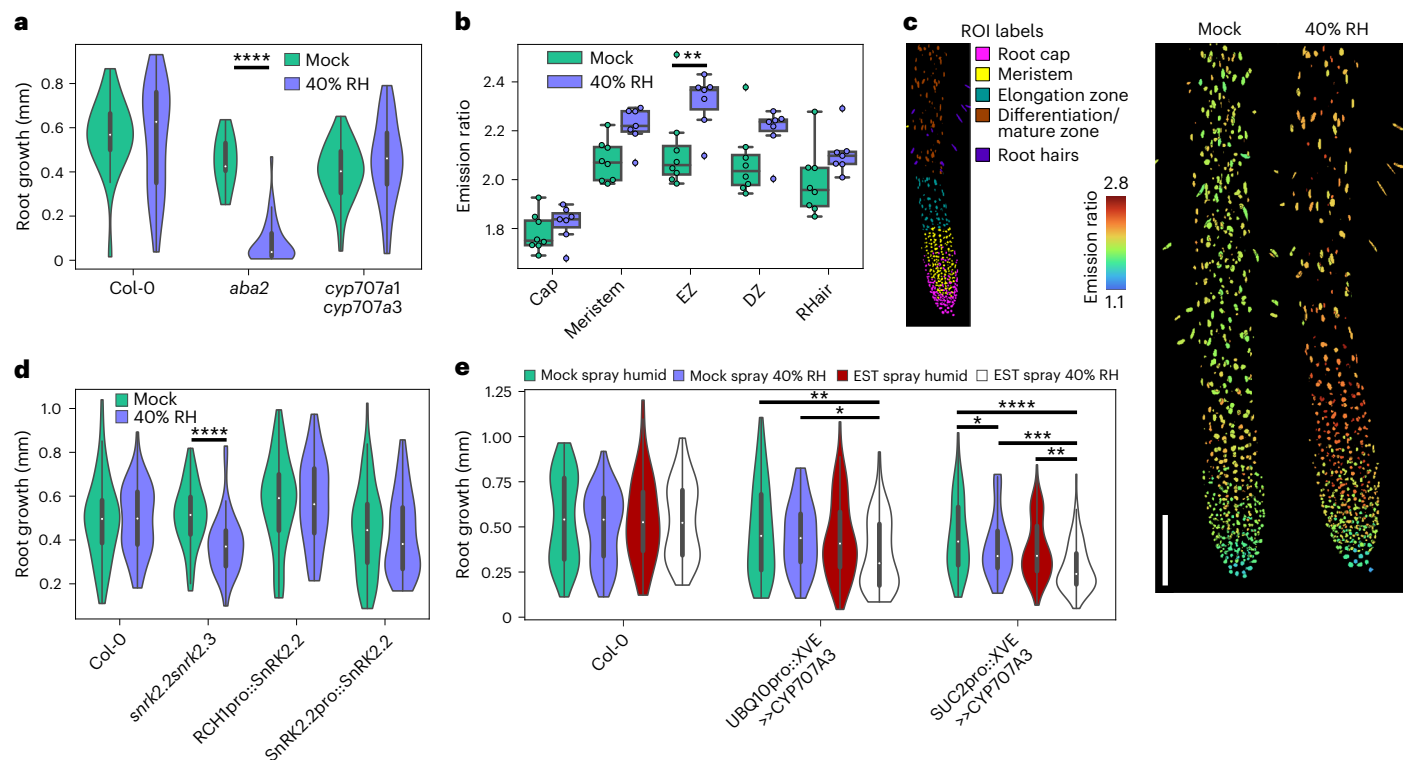 a
Root growth (mm)
0.8
0.6
0.4
0.2
0
****
Mock
40% RH
Col-0
aba2
cyp707a1
cyp707a3
b
Emission ratio
2.4
2.2
2.0
1.8
Mock
40% RH
**
Cap
Meristem
EZ
DZ
RHair
c
ROI labels
Root cap
Meristem
Elongation zone
Differentiation/
mature zone
Root hairs
Emission ratio
2.8
1.1
Mock
40% RH
d
Root growth (mm)
1.0
0.8
0.6
0.4
0.2
Mock
40% RH
****
Col-0
snrk2.2snrk2.3
RCH1pro::SnRK2.2
SnRK2.2pro::SnRK2.2
e
Mock spray humid
Mock spray 40% RH
EST spray humid
EST spray 40% RH
Root growth (mm)
1.25
1.00
0.75
0.50
0.25
0
**
*
****
*
***
**
Col-0
UBQ10pro::XVE
>>CYP707A3
SUC2pro::XVE
>>CYP707A3